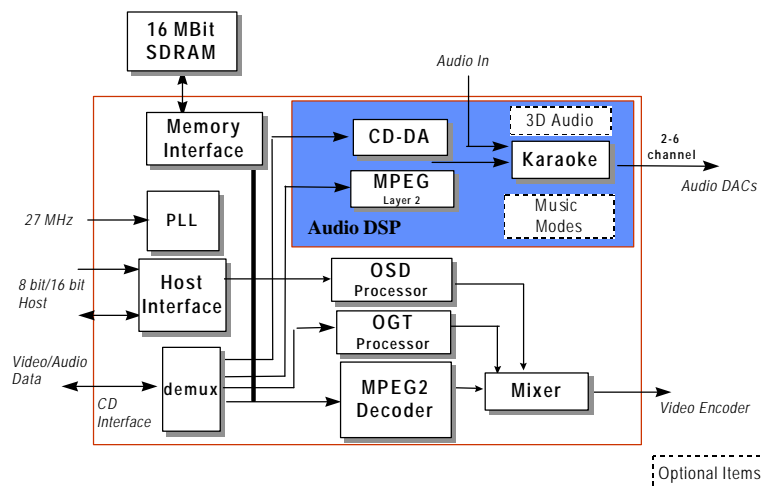 16 MBit
SDRAM
Audio In
Memory
Interface
CD-DA
3D Audio
Karaoke
2-6
channel
Audio DACs
MPEG
Layer 2
Music
Modes
Audio DSP
27 MHz
PLL
8 bit/16 bit
Host
Host
Interface
OSD
Processor
OGT
Processor
Video/Audio
Data
CD
Interface
demux
MPEG2
Decoder
Mixer
Video Encoder
Optional Items